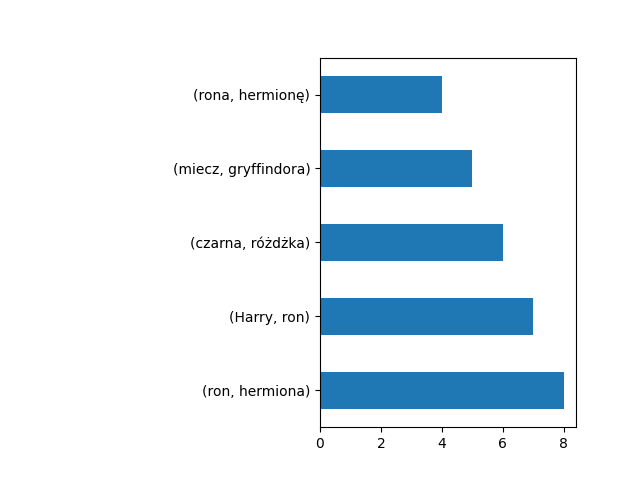 (rona, hermionę)
(miecz, gryffindora)
(czarna, różdżka)
(Harry, ron)
(ron, hermiona)
0 2 4 6 8